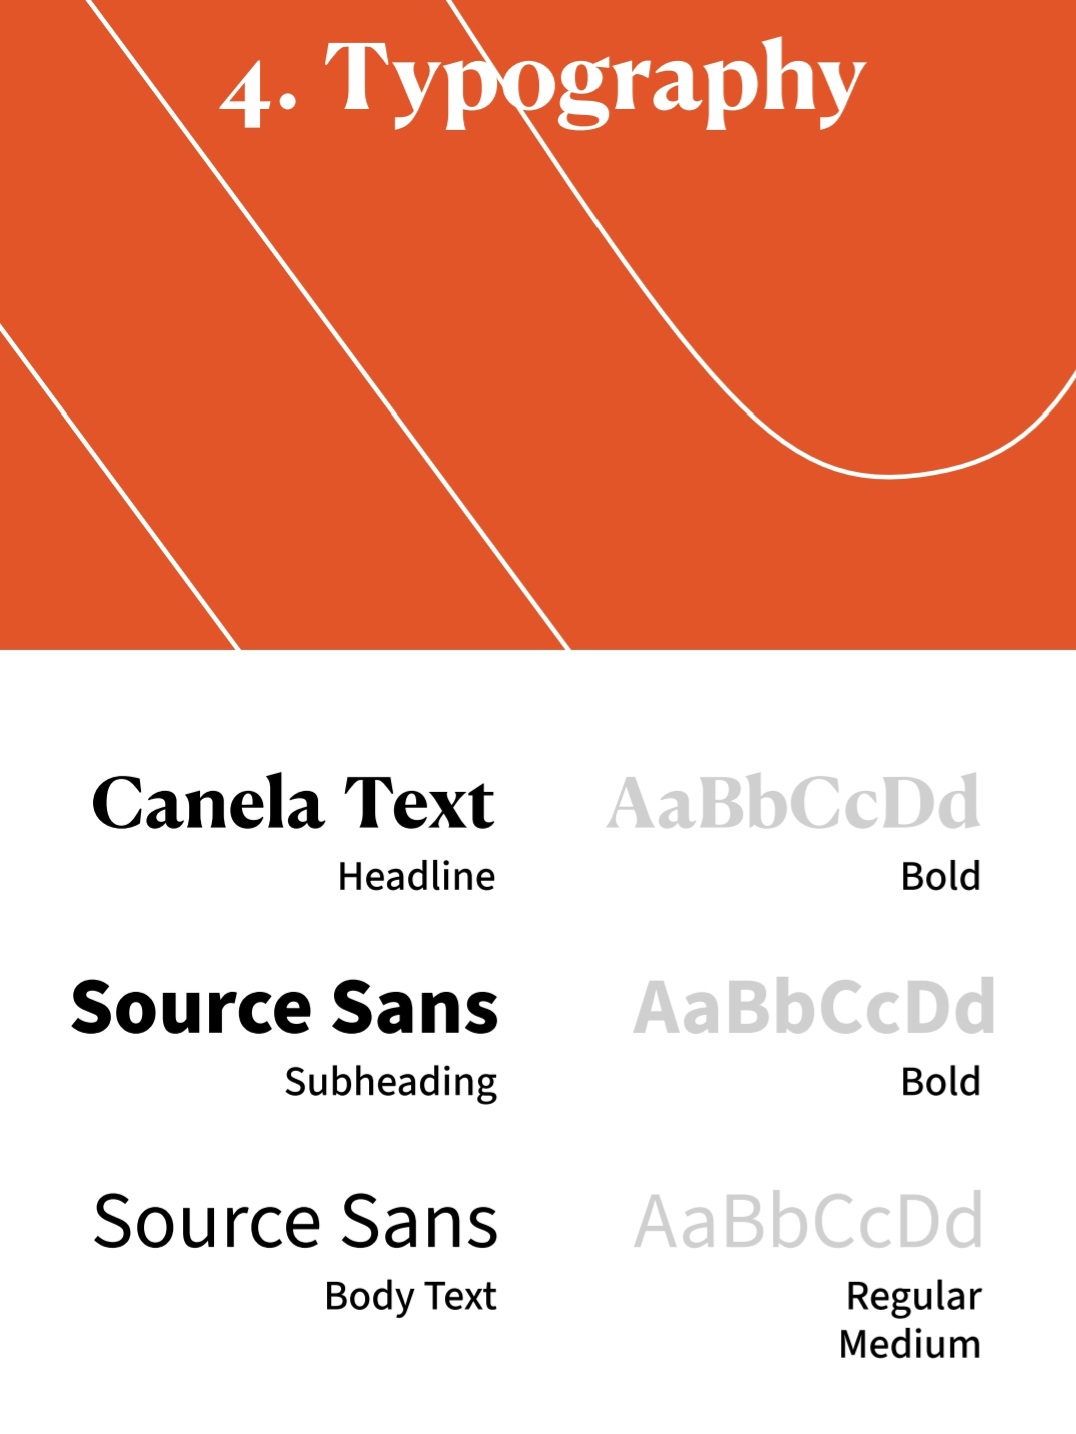 4. Typography
Canela Text
AaBbCcDd
Headline
Bold
Source Sans
AaBbCcDd
Subheading
Bold
Source Sans
AaBbCcDd
Body Text
Regular
Medium